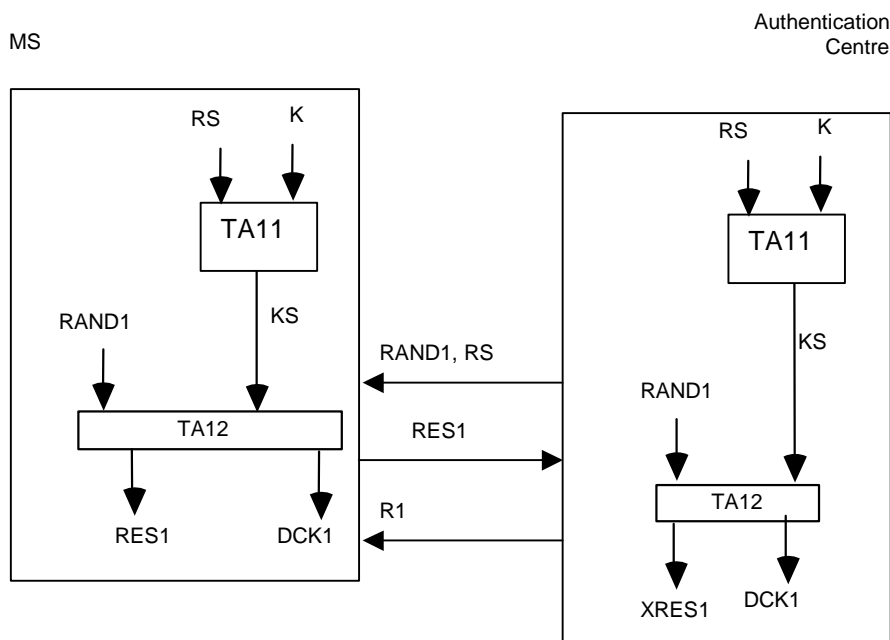 MS
Authentication
Centre
RS
K
TA11
KS
RAND1
TA12
RES1
DCK1
RAND1, RS
RES1
R1
RS
K
TA11
KS
RAND1
TA12
XRES1
DCK1